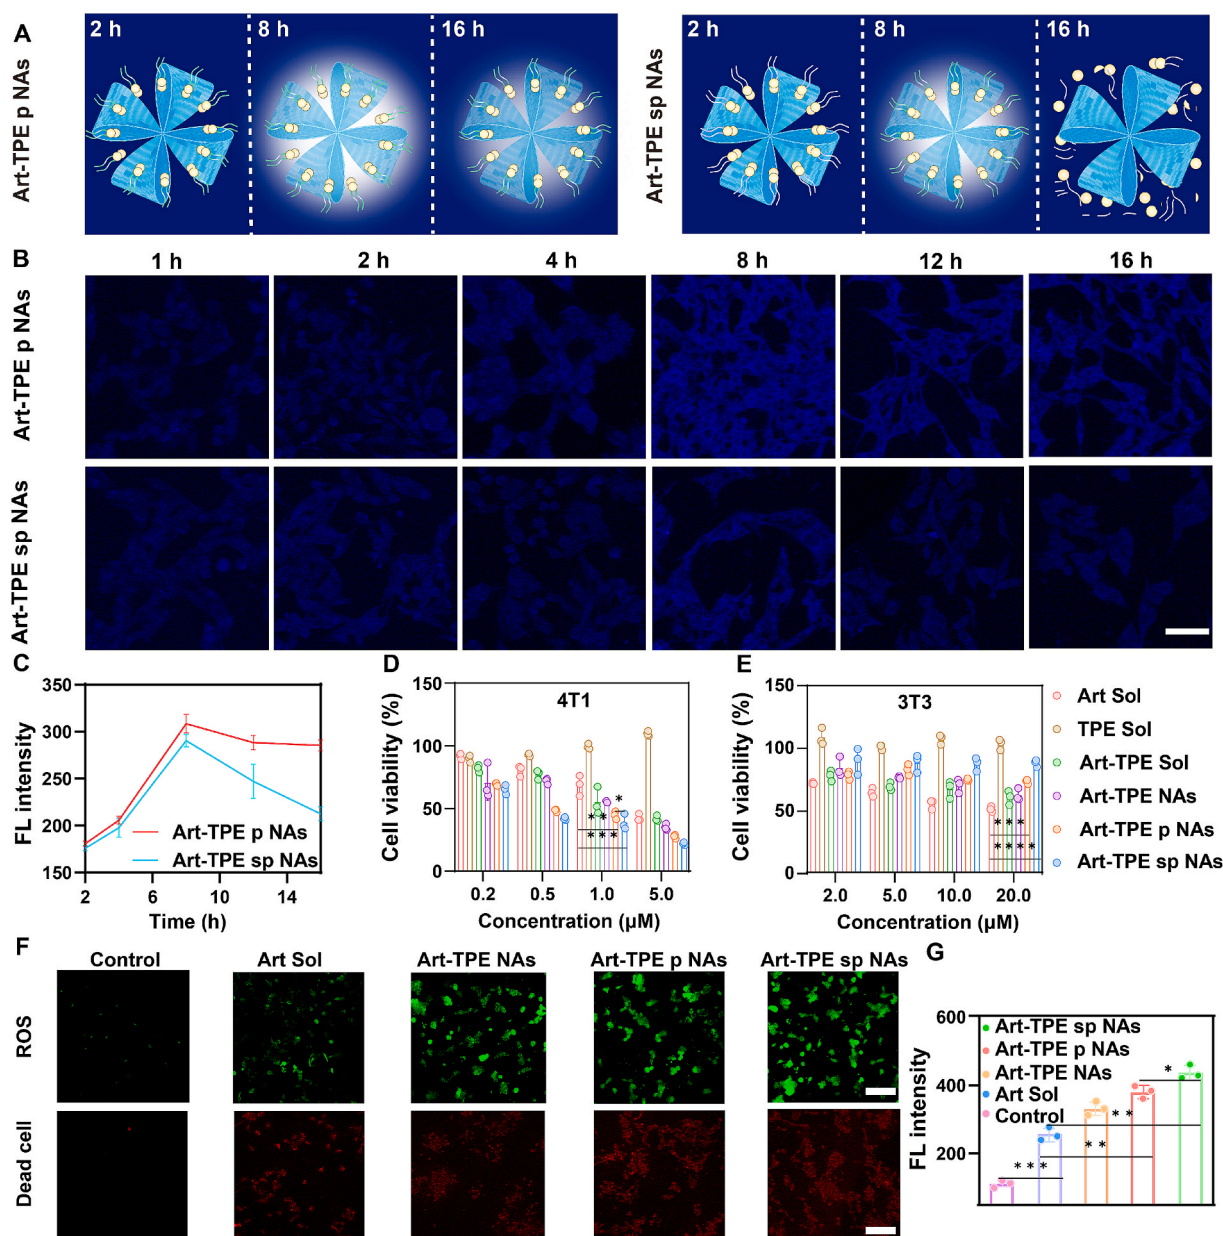 A
Art-TPE p NAs
2 h
8 h
16 h
Art-TPE sp NAs
2 h
8 h
16 h
B
1 h
2 h
4 h
8 h
12 h
16 h
Art-TPE p NAs
Art-TPE sp NAs
C
FL intensity
350
300
250
200
150
2
6
10
14
Time (h)
Art-TPE p NAs
Art-TPE sp NAs
D
Cell viability (%)
150
100
50
0
4T1
*
* *
* * *
0.2
0.5
1.0
5.0
Concentration (µM)
E
Cell viability (%)
150
100
50
0
3T3
* * *
* * * *
2.0
5.0
10.0
20.0
Concentration (µM)
Art Sol
TPE Sol
Art-TPE Sol
Art-TPE NAs
Art-TPE p NAs
Art-TPE sp NAs
F
Control
Art Sol
Art-TPE NAs
Art-TPE p NAs
Art-TPE sp NAs
ROS
Dead cell
G
FL intensity
600
400
200
Art-TPE sp NAs
Art-TPE p NAs
Art-TPE NAs
Art Sol
Control
*
* *
* *
* * *